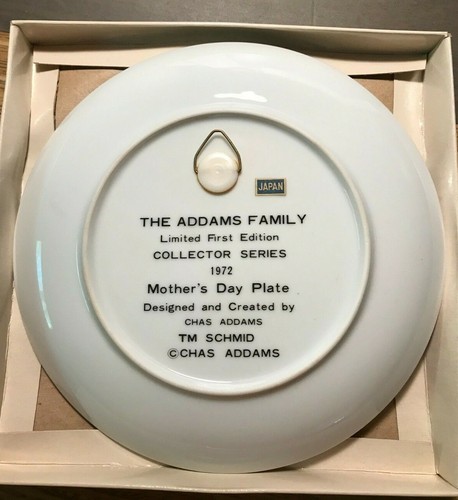 JAPAN
THE ADDAMS FAMILY
Limited First Edition
COLLECTOR SERIES
1972
Mother's Day Plate
Designed and Created by
CHAS ADDAMS
TM SCHMID
©CHAS ADDAMS